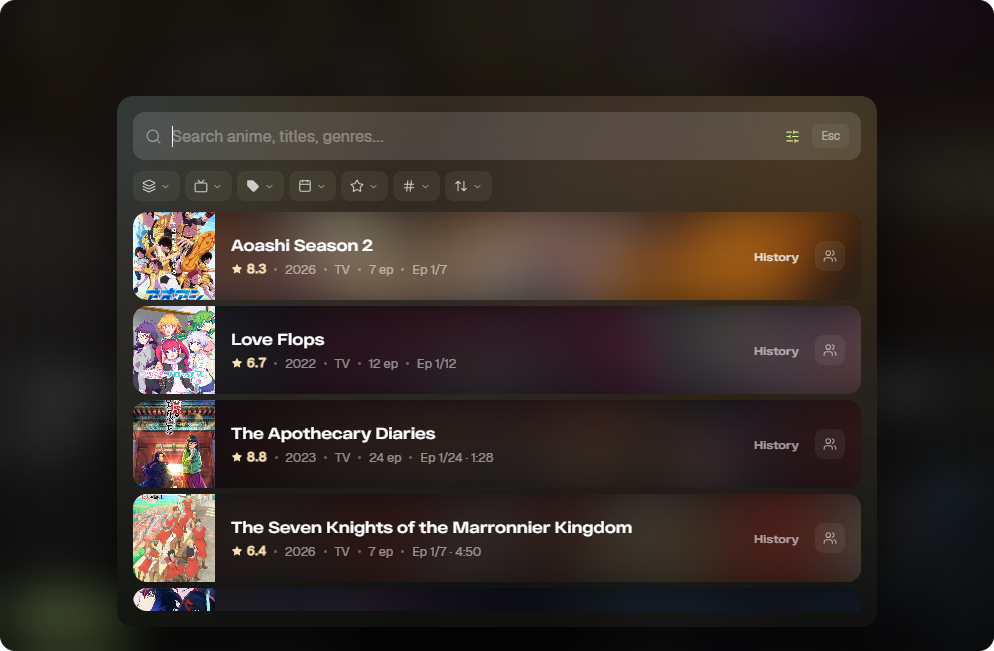 Search anime, titles, genres...
Esc
Aoashi Season 2
8.3 • 2026 • TV • 7 ep • Ep 1/7
History
Love Flops
6.7 • 2022 • TV • 12 ep • Ep 1/12
History
The Apothecary Diaries
8.8 • 2023 • TV • 24 ep • Ep 1/24 · 1:28
History
The Seven Knights of the Marronnier Kingdom
6.4 • 2026 • TV • 7 ep • Ep 1/7 · 4:50
History